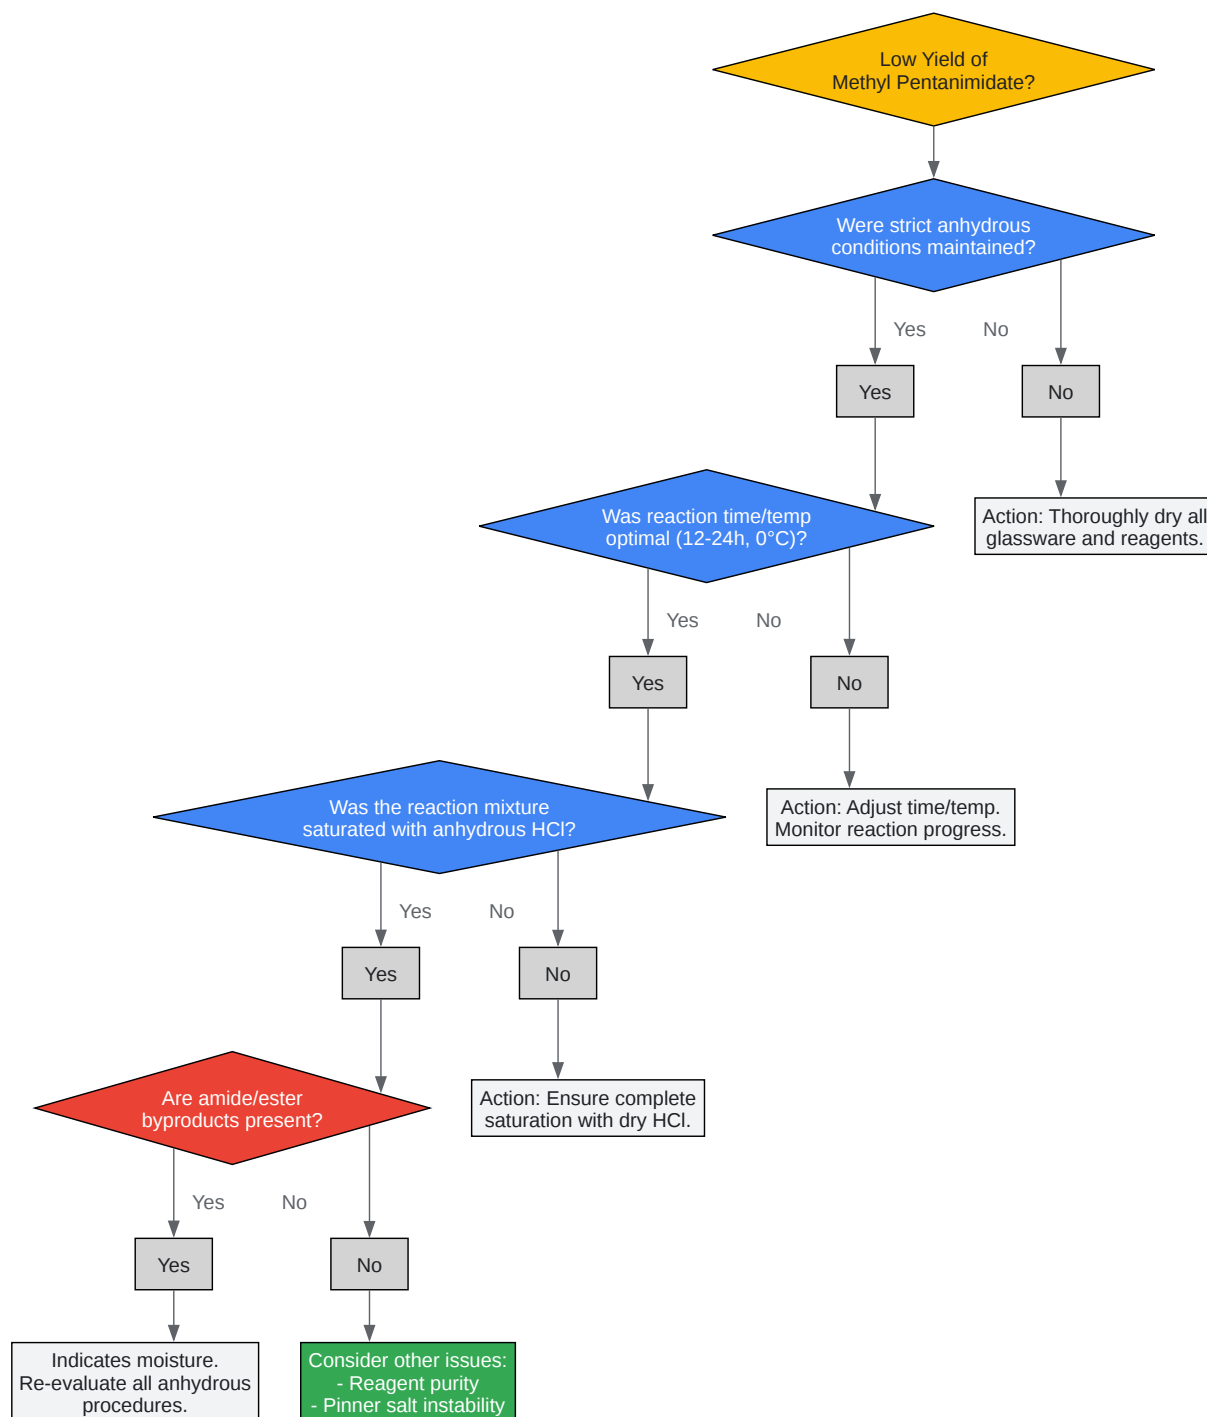 Low Yield of
Methyl Pentanimidate?
Were strict anhydrous
conditions maintained?
Yes
No
Yes
No
Was reaction time/temp
optimal (12-24h, 0°C)?
Action: Thoroughly dry all
glassware and reagents.
Yes
No
Yes
No
Was the reaction mixture
saturated with anhydrous HCl?
Action: Adjust time/temp.
Monitor reaction progress.
Yes
No
Yes
No
Are amide/ester
byproducts present?
Action: Ensure complete
saturation with dry HCl.
Yes
No
Yes
No
Indicates moisture.
Re-evaluate all anhydrous
procedures.
Consider other issues:
- Reagent purity
- Pinner salt instability